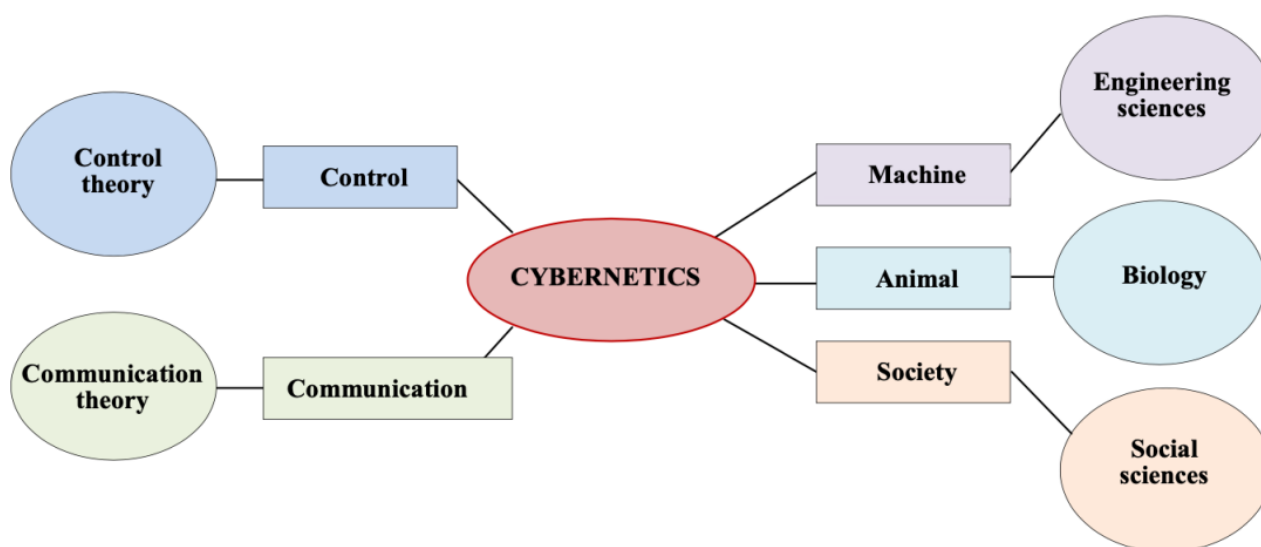 Control
theory
Control
Communication
theory
Communication
CYBERNETICS
Machine
Engineering
sciences
Animal
Biology
Society
Social
sciences